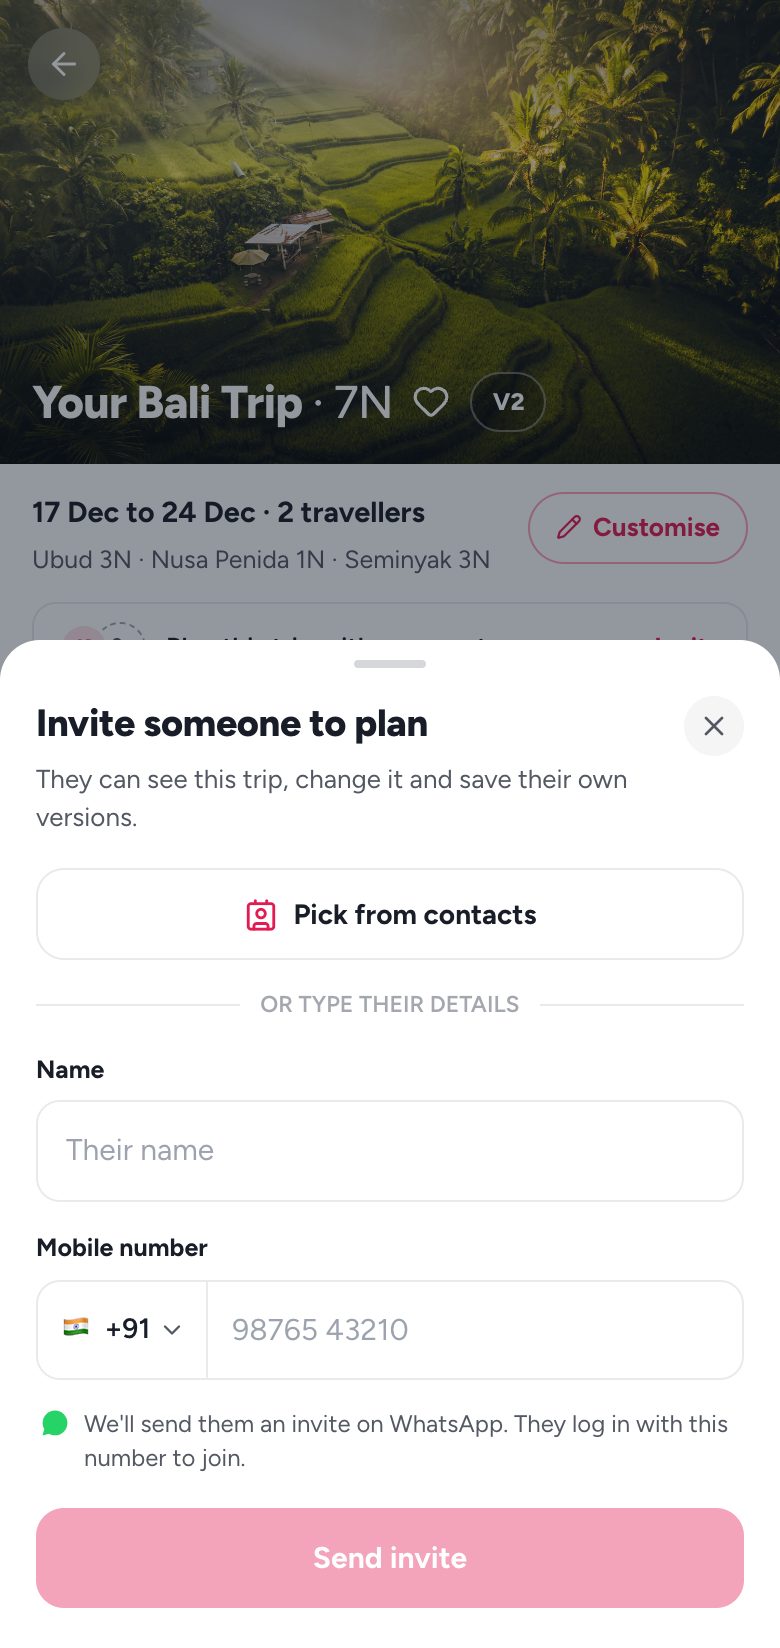 Your Bali Trip · 7N
V2
17 Dec to 24 Dec · 2 travellers
Customise
Ubud 3N · Nusa Penida 1N · Seminyak 3N
Invite someone to plan
They can see this trip, change it and save their own
versions.
Pick from contacts
OR TYPE THEIR DETAILS
Name
Their name
Mobile number
+91
98765 43210
We'll send them an invite on WhatsApp. They log in with this
number to join.
Send invite